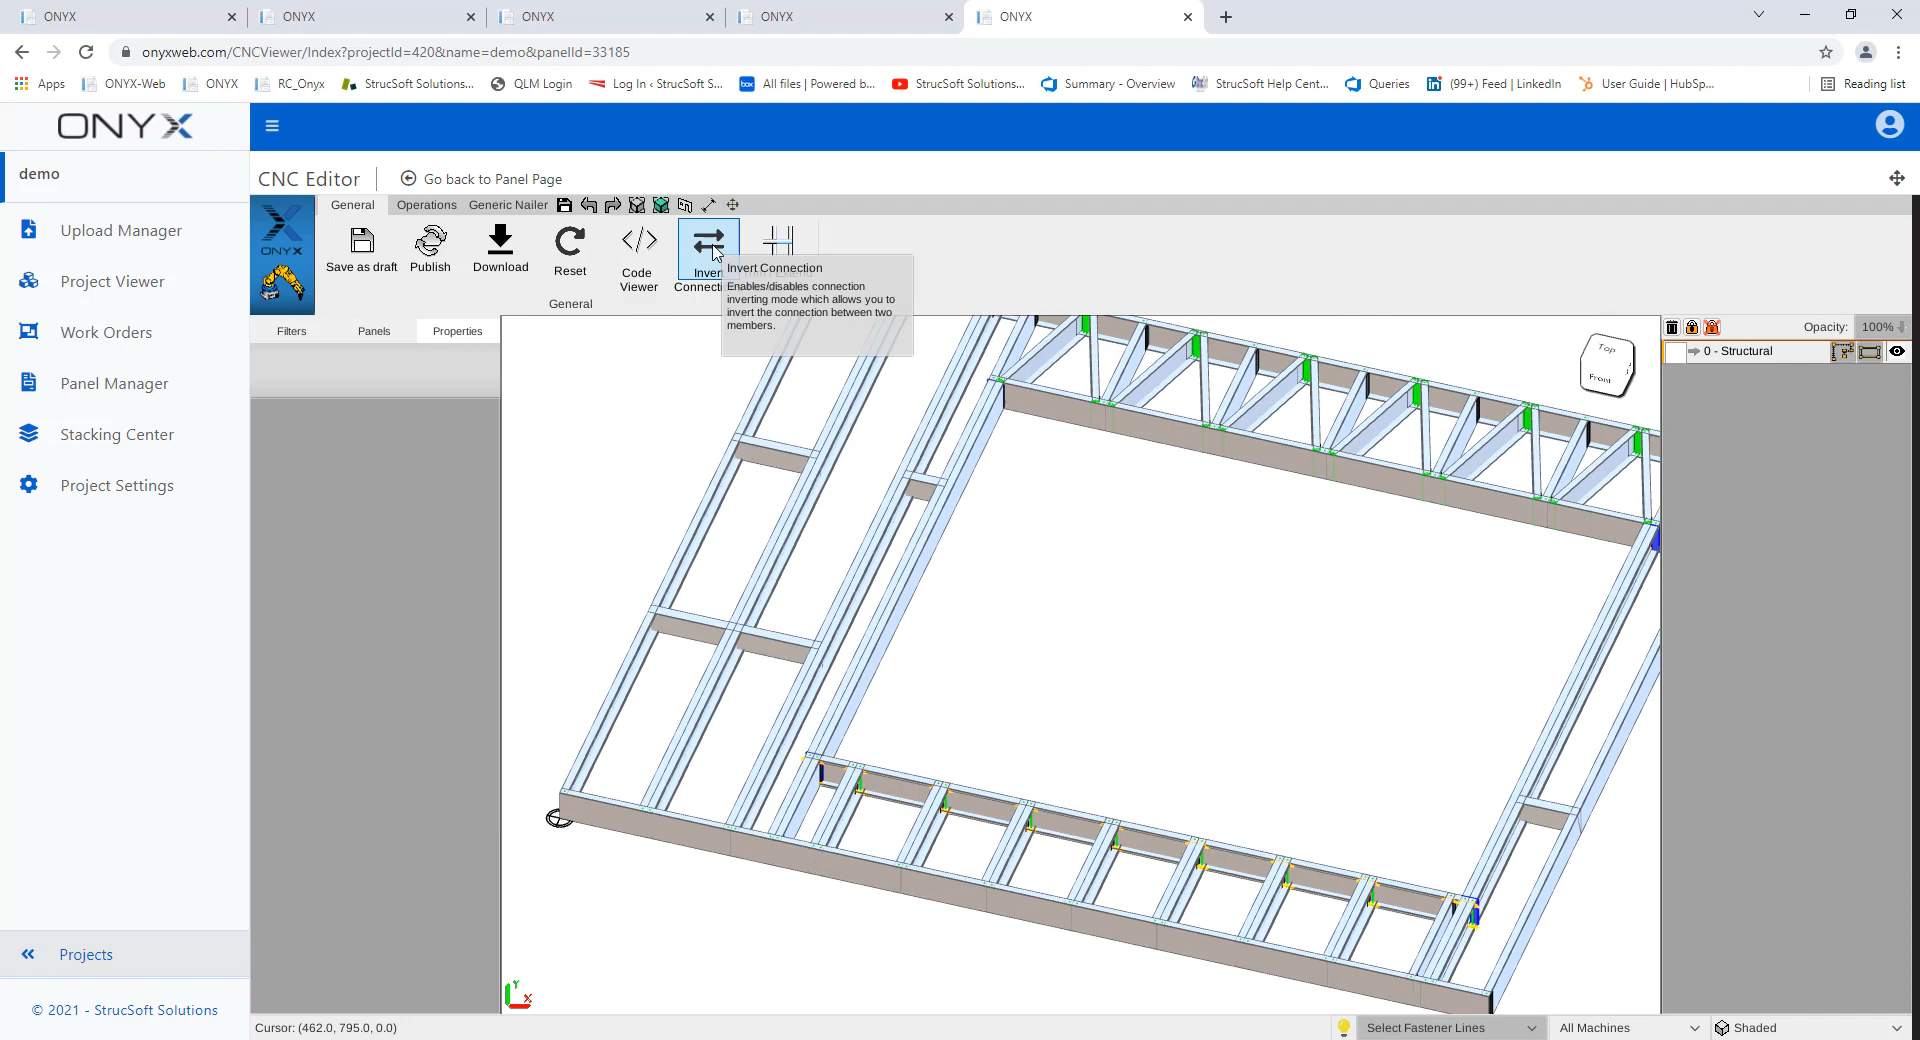 ONYX
ONYX
ONYX
ONYX
ONYX
onyxweb.com/CNCViewer/Index?projectId=420&name=demo&panelId=33185
Apps
ONYX-Web
ONYX
RC_Onyx
StrucSoft Solutions...
QLM Login
Log In ‹ StrucSoft S...
box
All files | Powered b...
StrucSoft Solutions...
Summary - Overview
StrucSoft Help Cent...
Queries
(99+) Feed | LinkedIn
User Guide | HubSp...
Reading list
ONYX
demo
CNC Editor
Go back to Panel Page
General
Operations
Generic Nailer
ONYX
Save as draft
Publish
Download
Reset
Code
Viewer
Inver
Connecti
General
Invert Connection
Enables/disables connection
inverting mode which allows you to
invert the connection between two
members.
Filters
Panels
Properties
Upload Manager
Project Viewer
Work Orders
Panel Manager
Stacking Center
Project Settings
Opacity:
100%
0 - Structural
Top
Front
Y
X
Projects
© 2021 - StrucSoft Solutions
Cursor: (462.0, 795.0, 0.0)
Select Fastener Lines
All Machines
Shaded